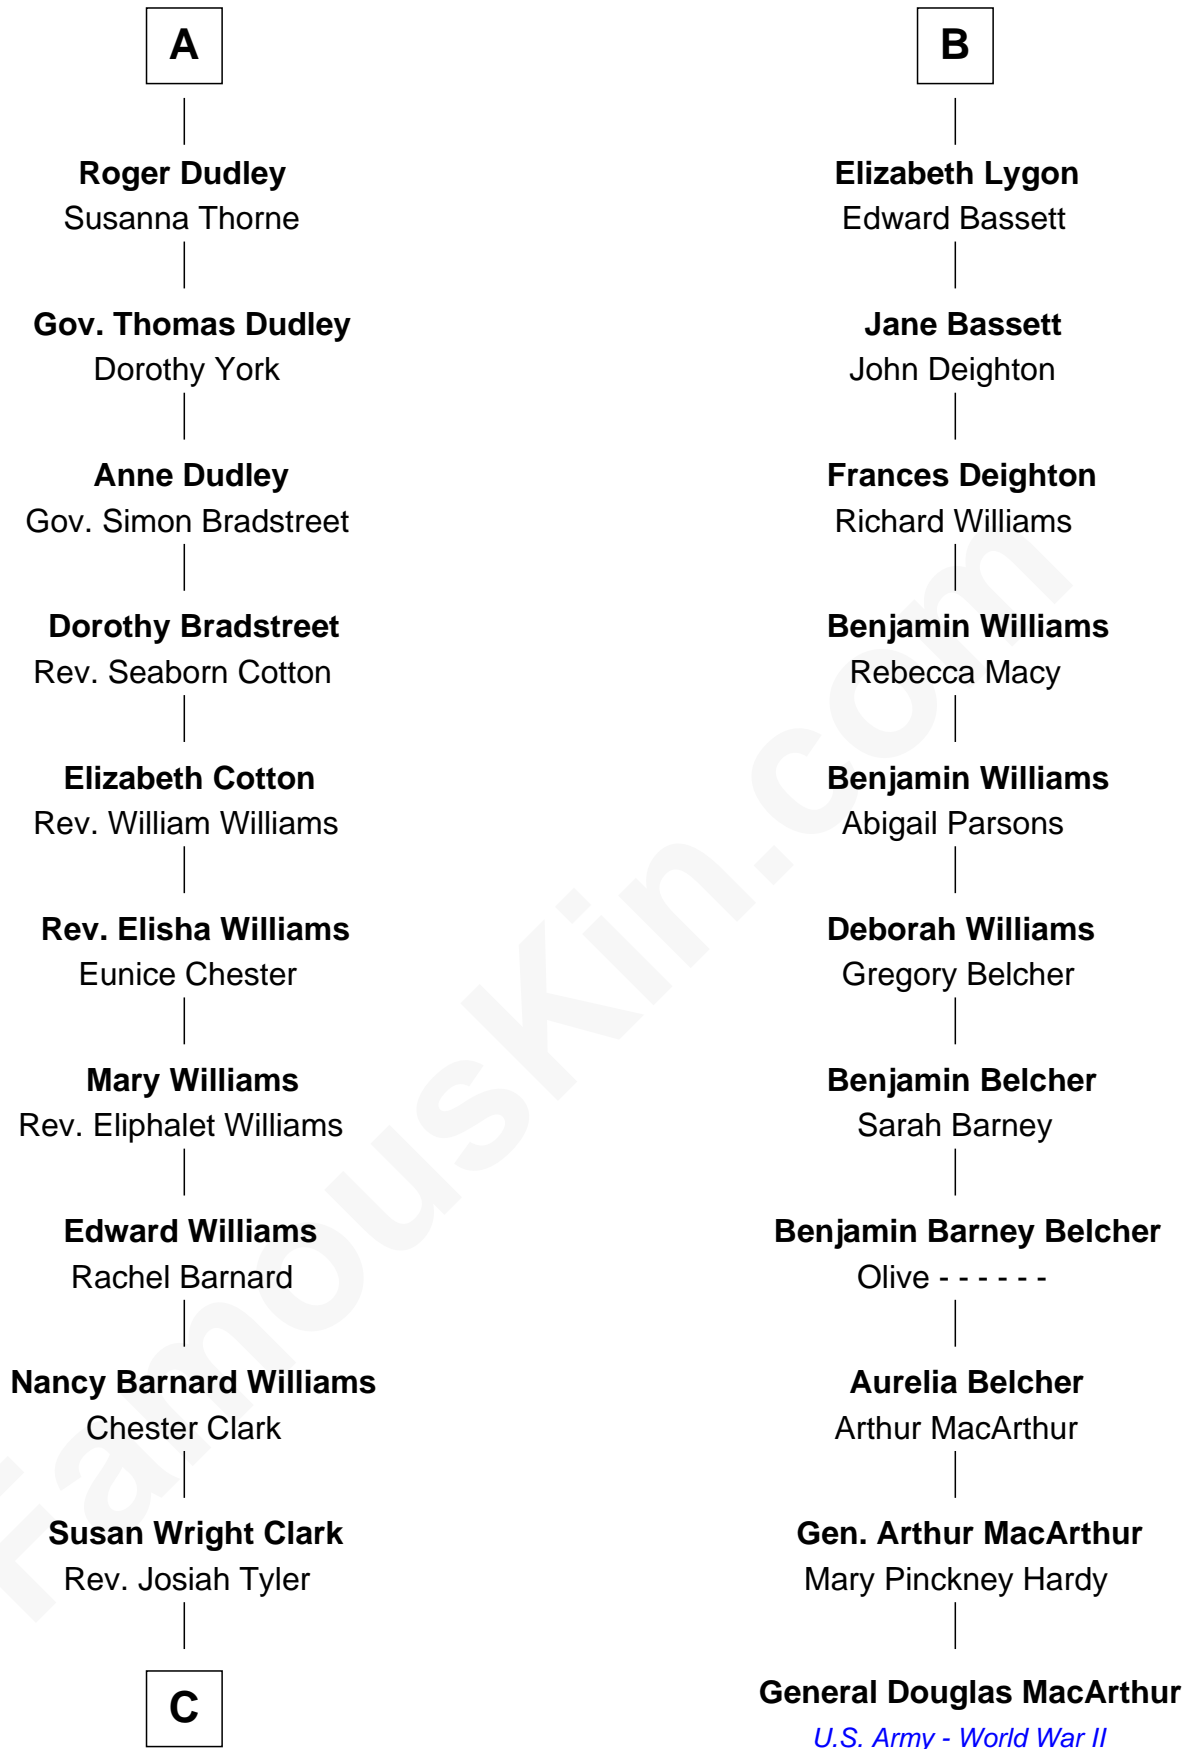 A
Roger Dudley
Susanna Thorne
Gov. Thomas Dudley
Dorothy York
Anne Dudley
Gov. Simon Bradstreet
Dorothy Bradstreet
Rev. Seaborn Cotton
Elizabeth Cotton
Rev. William Williams
Rev. Elisha Williams
Eunice Chester
Mary Williams
Rev. Eliphalet Williams
Edward Williams
Rachel Barnard
Nancy Barnard Williams
Chester Clark
Susan Wright Clark
Rev. Josiah Tyler
C
B
Elizabeth Lygon
Edward Bassett
Jane Bassett
John Deighton
Frances Deighton
Richard Williams
Benjamin Williams
Rebecca Macy
Benjamin Williams
Abigail Parsons
Deborah Williams
Gregory Belcher
Benjamin Belcher
Sarah Barney
Benjamin Barney Belcher
Olive - - - - - -
Aurelia Belcher
Arthur MacArthur
Gen. Arthur MacArthur
Mary Pinckney Hardy
General Douglas MacArthur
U.S. Army - World War II
FamousKin.com